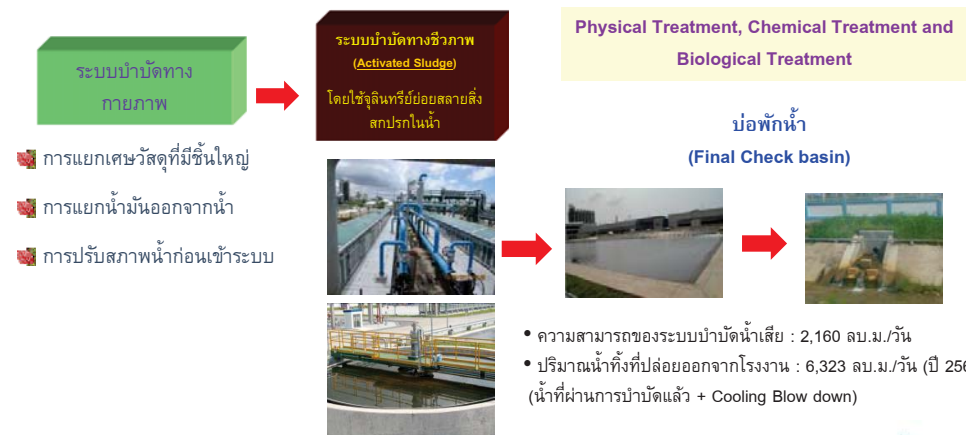 ระบบบำบัดทาง
กายภาพ
การแยกเศษวัสดุที่มีชิ้นใหญ่
การแยกน้ำมันออกจากน้ำ
การปรับสภาพน้ำก่อนเข้าระบบ
ระบบบำบัดทางชีวภาพ
(Activated Sludge)
โดยใช้จุลินทรีย์ย่อยสลายสิ่ง
สกปรกในน้ำ
Physical Treatment, Chemical Treatment and
Biological Treatment
บ่อพักน้ำ
(Final Check basin)
• ความสามารถของระบบบำบัดน้ำเสีย : 2,160 ลบ.ม./วัน
• ปริมาณน้ำทิ้งที่ปล่อยออกจากโรงงาน : 6,323 ลบ.ม./วัน (ปี 256
(น้ำที่ผ่านการบำบัดแล้ว + Cooling Blow down)